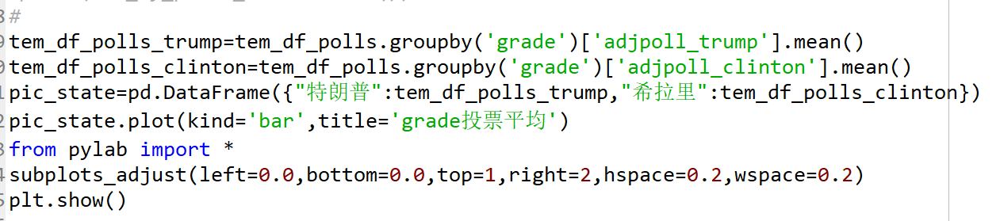 #
tem_df_polls_trump=tem_df_polls.groupby('grade')['adjpoll_trump'].mean()
tem_df_polls_clinton=tem_df_polls.groupby('grade')['adjpoll_clinton'].mean()
pic_state=pd.DataFrame({"特朗普":tem_df_polls_trump,"希拉里":tem_df_polls_clinton})
pic_state.plot(kind='bar',title='grade投票平均')
from pylab import *
subplots_adjust(left=0.0,bottom=0.0,top=1,right=2,hspace=0.2,wspace=0.2)
plt.show()